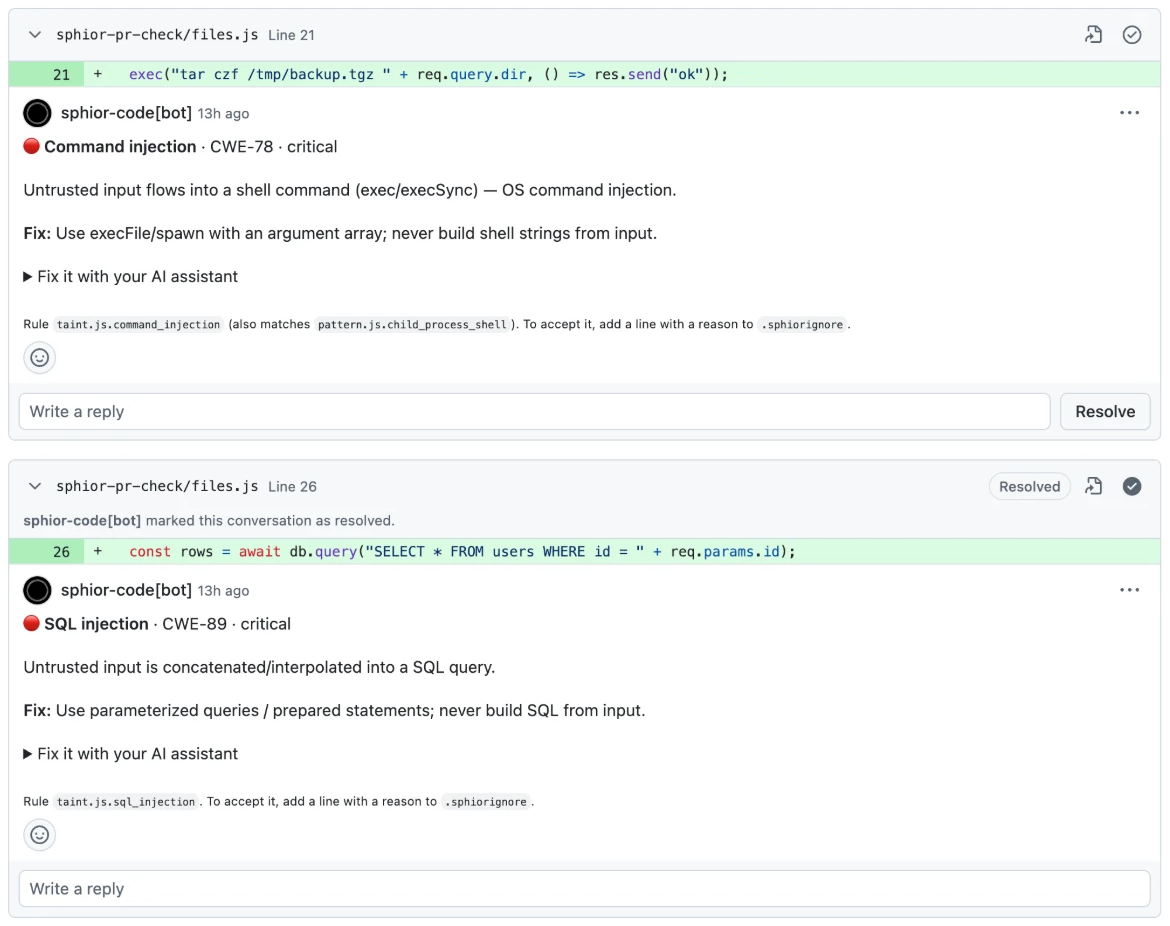 sphior-pr-check/files.js Line 21
21 + exec("tar czf /tmp/backup.tgz " + req.query.dir, () => res.send("ok"));
sphior-code[bot] 13h ago
Command injection · CWE-78 · critical
Untrusted input flows into a shell command (exec/execSync) — OS command injection.
Fix: Use execFile/spawn with an argument array; never build shell strings from input.
Fix it with your AI assistant
Rule taint.js.command_injection (also matches pattern.js.child_process_shell ). To accept it, add a line with a reason to .sphiorignore .
Write a reply
Resolve
sphior-pr-check/files.js Line 26
Resolved
sphior-code[bot] marked this conversation as resolved.
26 + const rows = await db.query("SELECT * FROM users WHERE id = " + req.params.id);
sphior-code[bot] 13h ago
SQL injection · CWE-89 · critical
Untrusted input is concatenated/interpolated into a SQL query.
Fix: Use parameterized queries / prepared statements; never build SQL from input.
Fix it with your AI assistant
Rule taint.js.sql_injection . To accept it, add a line with a reason to .sphiorignore .
Write a reply